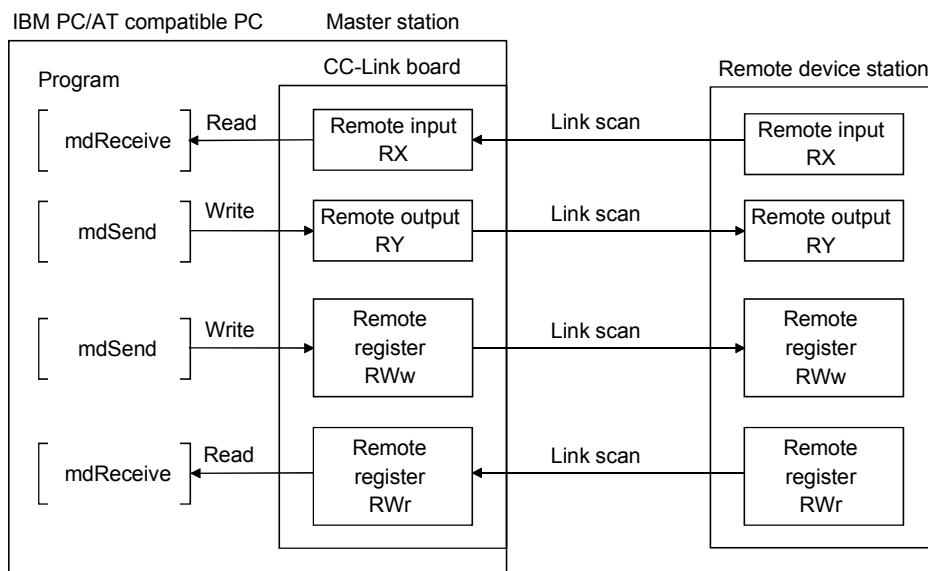 IBM PC/AT compatible PC
Master station
CC-Link board
Remote device station
Program
mdReceive
Read
Remote input
RX
Link scan
Remote input
RX
mdSend
Write
Remote output
RY
Link scan
Remote output
RY
mdSend
Write
Remote
register
RWw
Link scan
Remote
register
RWw
mdReceive
Read
Remote
register
RWr
Link scan
Remote
register
RWr